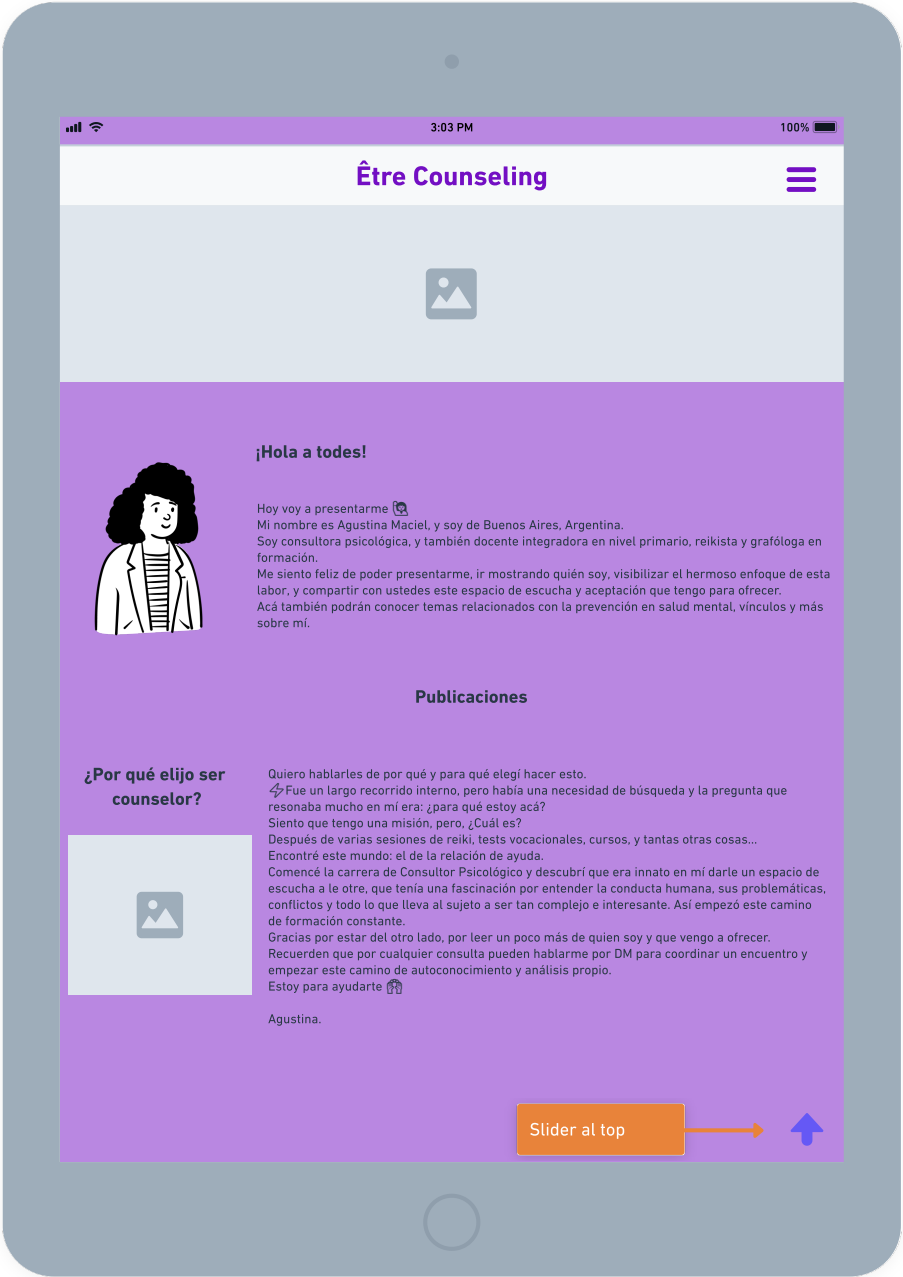 3:03 PM
100%
Être Counseling
¡Hola a todes!
Hoy voy a presentarme 🙋🏻‍♀️
Mi nombre es Agustina Maciel, y soy de Buenos Aires, Argentina.
Soy consultora psicológica, y también docente integradora en nivel primario, reikista y grafóloga en
formación.
Me siento feliz de poder presentarme, ir mostrando quién soy, visibilizar el hermoso enfoque de esta
labor, y compartir con ustedes este espacio de escucha y aceptación que tengo para ofrecer.
Acá también podrán conocer temas relacionados con la prevención en salud mental, vínculos y más
sobre mí.
Publicaciones
¿Por qué elijo ser
counselor?
Quiero hablarles de por qué y para qué elegí hacer esto.
⚡Fue un largo recorrido interno, pero había una necesidad de búsqueda y la pregunta que
resonaba mucho en mí era: ¿para qué estoy acá?
Siento que tengo una misión, pero, ¿Cuál es?
Después de varias sesiones de reiki, tests vocacionales, cursos, y tantas otras cosas...
Encontré este mundo: el de la relación de ayuda.
Comencé la carrera de Consultor Psicológico y descubrí que era innato en mí darle un espacio de
escucha a le otre, que tenía una fascinación por entender la conducta humana, sus problemáticas,
conflictos y todo lo que lleva al sujeto a ser tan complejo e interesante. Así empezó este camino
de formación constante.
Gracias por estar del otro lado, por leer un poco más de quien soy y que vengo a ofrecer.
Recuerden que por cualquier consulta pueden hablarme por DM para coordinar un encuentro y
empezar este camino de autoconocimiento y análisis propio.
Estoy para ayudarte
Agustina.
Slider al top